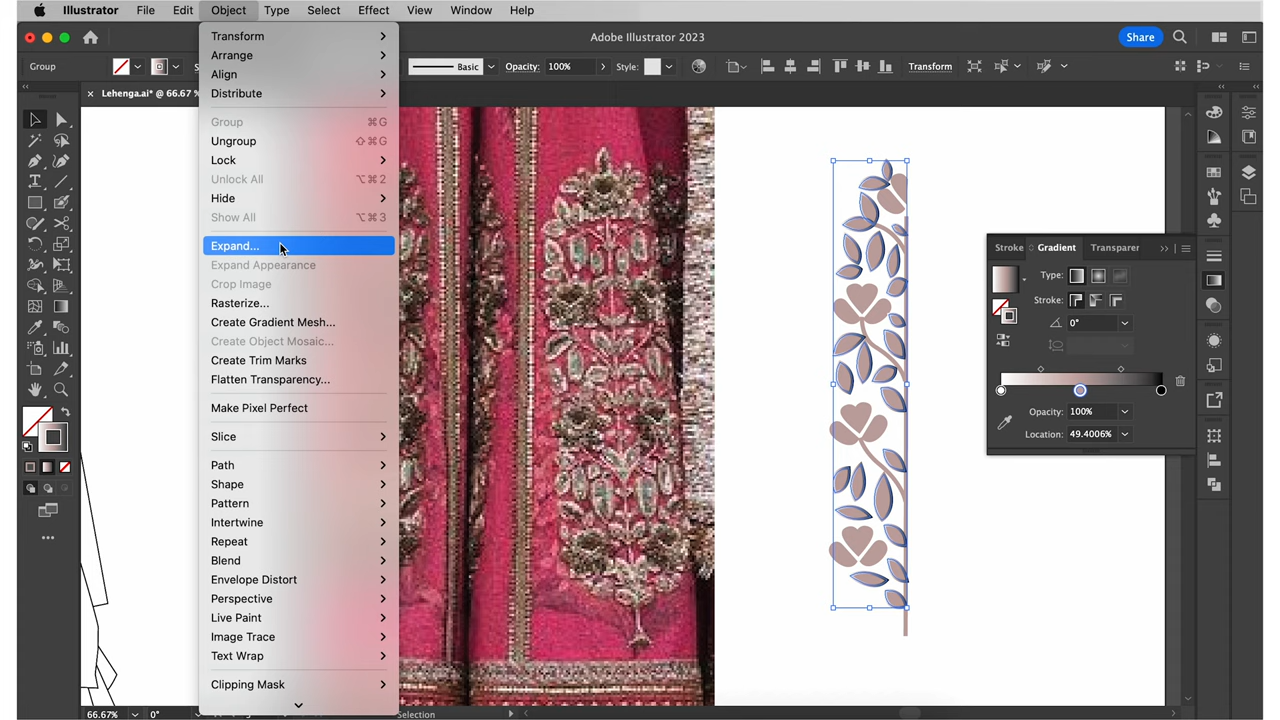 Illustrator File Edit Object Type Select Effect View Window Help
Adobe Illustrator 2023
Share
Group
Basic
Opacity: 100%
Style:
Transform
× Lehenga.ai* @ 66.67 %
Transform
Arrange
Align
Distribute
Group ⌘G
Ungroup ⇧⌘G
Lock
Unlock All ⌥⌘2
Hide
Show All ⌥⌘3
Expand...
Expand Appearance
Crop Image
Rasterize...
Create Gradient Mesh...
Create Object Mosaic...
Create Trim Marks
Flatten Transparency...
Make Pixel Perfect
Slice
Path
Shape
Pattern
Intertwine
Repeat
Blend
Envelope Distort
Perspective
Live Paint
Image Trace
Text Wrap
Clipping Mask
Stroke Gradient Transparer
Type:
Stroke:
0°
Opacity: 100%
Location: 49.4006%
66.67% 0° Selection